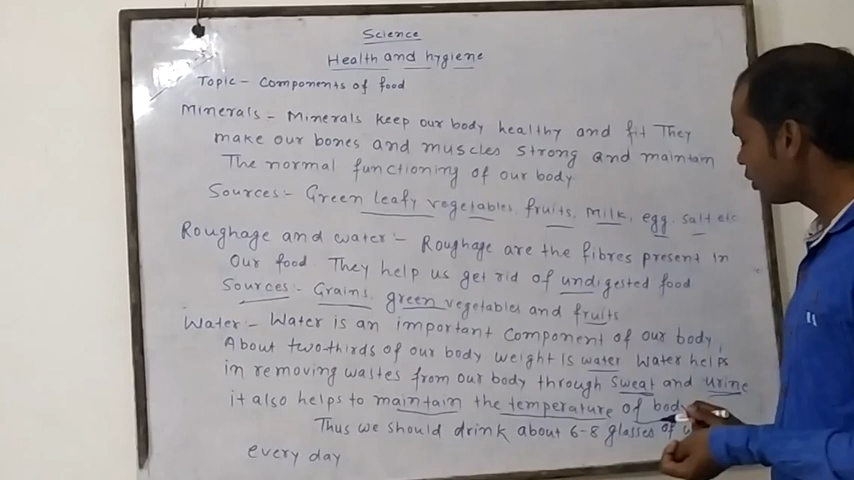 Science
Health and hygiene
Topic - Components of food
Minerals - Minerals keep our body healthy and fit They
make our bones and muscles strong and maintain
The normal functioning of our body
Sources :- Green leafy vegetables, fruits, milk, egg, salt etc
Roughage and water :- Roughage are the fibres present in
our food. They help us get rid of undigested food
Sources :- Grains, green vegetables and fruits
Water :- Water is an important component of our body,
About two-thirds of our body weight is water Water helps
in removing wastes from our body through sweat and urine
it also helps to maintain the temperature of body
Thus we should drink about 6-8 glasses of
every day